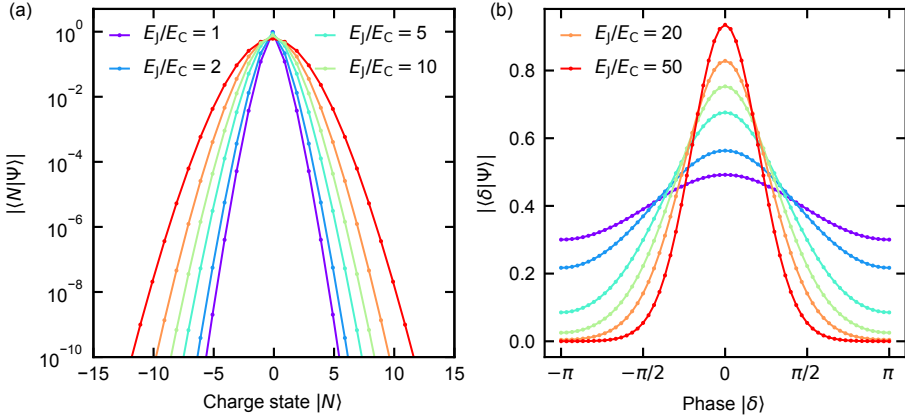 (a)
|⟨N|Ψ⟩|
10⁰
10⁻²
10⁻⁴
10⁻⁶
10⁻⁸
10⁻¹⁰
E_J/E_C = 1
E_J/E_C = 2
E_J/E_C = 5
E_J/E_C = 10
−15 −10 −5 0 5 10 15
Charge state |N⟩
(b)
|⟨δ|Ψ⟩|
0.8
0.6
0.4
0.2
0.0
E_J/E_C = 20
E_J/E_C = 50
−π −π/2 0 π/2 π
Phase |δ⟩